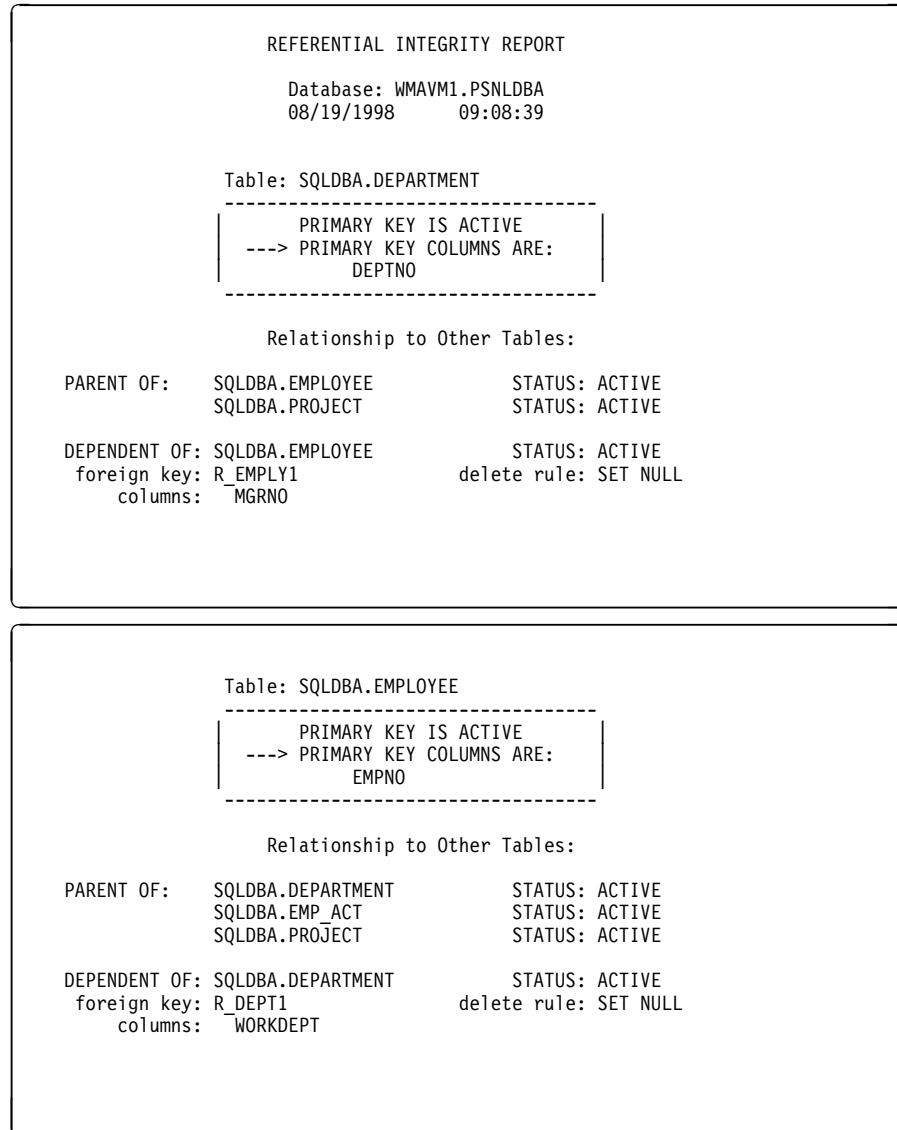 REFERENTIAL INTEGRITY REPORT
Database: WMAVM1.PSNLDBA
08/19/1998 09:08:39
Table: SQLDBA.DEPARTMENT
-----------------------------------
| PRIMARY KEY IS ACTIVE |
| ---> PRIMARY KEY COLUMNS ARE: |
| DEPTNO |
-----------------------------------
Relationship to Other Tables:
PARENT OF: SQLDBA.EMPLOYEE STATUS: ACTIVE
SQLDBA.PROJECT STATUS: ACTIVE
DEPENDENT OF: SQLDBA.EMPLOYEE STATUS: ACTIVE
foreign key: R_EMPLY1 delete rule: SET NULL
columns: MGRNO
Table: SQLDBA.EMPLOYEE
-----------------------------------
| PRIMARY KEY IS ACTIVE |
| ---> PRIMARY KEY COLUMNS ARE: |
| EMPNO |
-----------------------------------
Relationship to Other Tables:
PARENT OF: SQLDBA.DEPARTMENT STATUS: ACTIVE
SQLDBA.EMP_ACT STATUS: ACTIVE
SQLDBA.PROJECT STATUS: ACTIVE
DEPENDENT OF: SQLDBA.DEPARTMENT STATUS: ACTIVE
foreign key: R_DEPT1 delete rule: SET NULL
columns: WORKDEPT